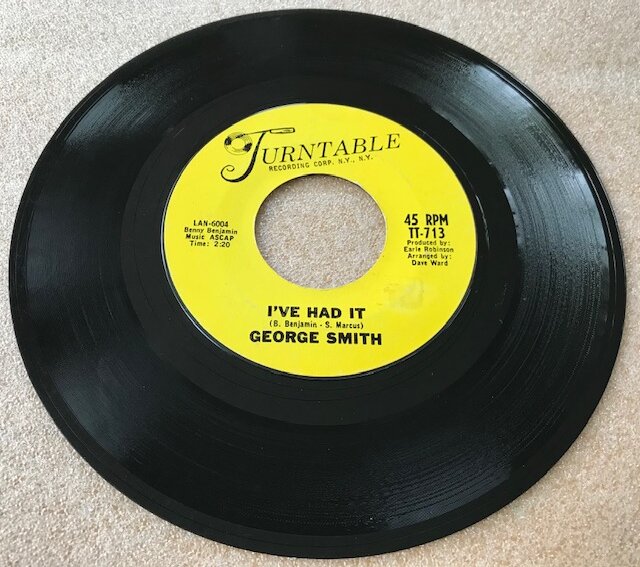 TURNTABLE
RECORDING CORP. N.Y., N.Y.
LAN-6004
Benny Benjamin
Music ASCAP
Time: 2:20
45 RPM
TT-713
Produced by:
Earle Robinson
Arranged by:
Dave Ward
I'VE HAD IT
(B. Benjamin - S. Marcus)
GEORGE SMITH